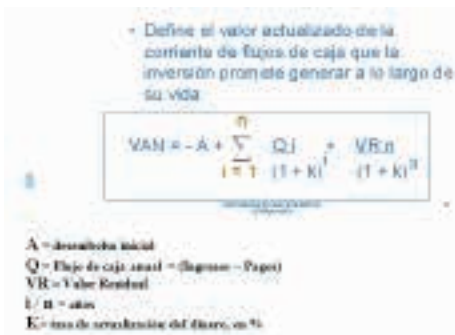 • Define el valor actualizado de la
corriente de flujos de caja que la
inversión promete generar a lo largo de
su vida
n
VAN = - A + ∑ Q i + VR n
i = 1 (1 + K)^i (1 + K)^n
A = desembolso inicial
Q = Flujo de caja anual = (Ingresos – Pagos)
VR = Valor Residual
i / n = años
K = tasa de actualización del dinero, en %